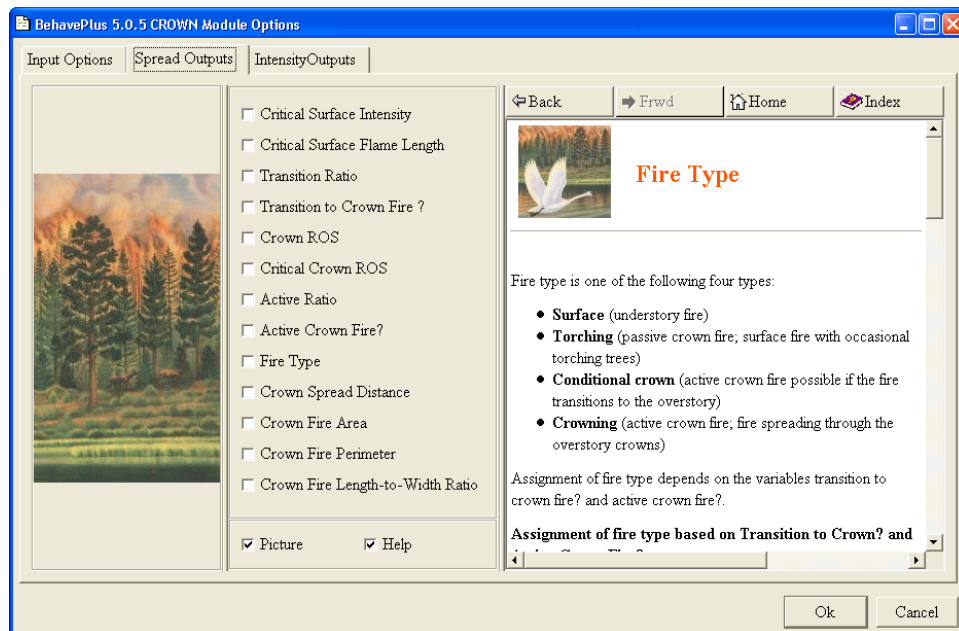 BehavePlus 5.0.5 CROWN Module Options
Input Options
Spread Outputs
IntensityOutputs
Critical Surface Intensity
Critical Surface Flame Length
Transition Ratio
Transition to Crown Fire ?
Crown ROS
Critical Crown ROS
Active Ratio
Active Crown Fire?
Fire Type
Crown Spread Distance
Crown Fire Area
Crown Fire Perimeter
Crown Fire Length-to-Width Ratio
Picture
Help
Back
Frwd
Home
Index
Fire Type
Fire type is one of the following four types:
Surface (understory fire)
Torching (passive crown fire; surface fire with occasional
torching trees)
Conditional crown (active crown fire possible if the fire
transitions to the overstory)
Crowning (active crown fire; fire spreading through the
overstory crowns)
Assignment of fire type depends on the variables transition to
crown fire? and active crown fire?.
Assignment of fire type based on Transition to Crown? and
Ok
Cancel